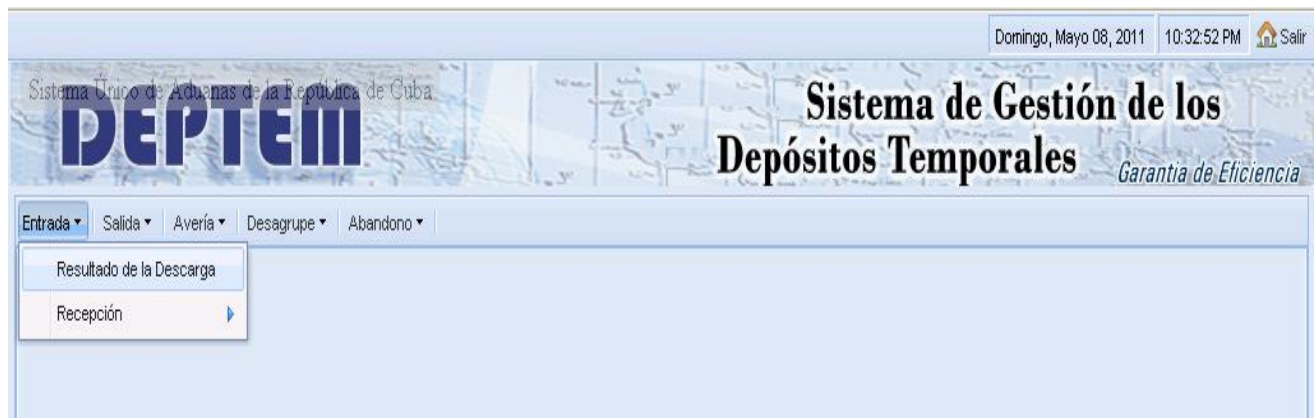 Domingo, Mayo 08, 2011 10:32:52 PM Salir
Sistema Único de Aduanas de la República de Cuba
DEPTEM
Sistema de Gestión de los
Depósitos Temporales
Garantia de Eficiencia
Entrada Salida Avería Desagrupe Abandono
Resultado de la Descarga
Recepción